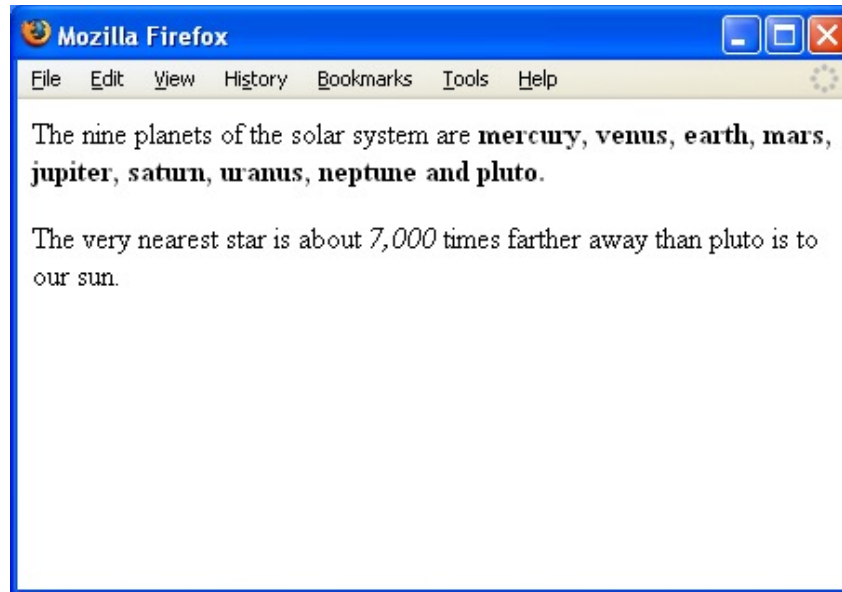 Mozilla Firefox
File Edit View History Bookmarks Tools Help
The nine planets of the solar system are mercury, venus, earth, mars,
jupiter, saturn, uranus, neptune and pluto.
The very nearest star is about 7,000 times farther away than pluto is to
our sun.